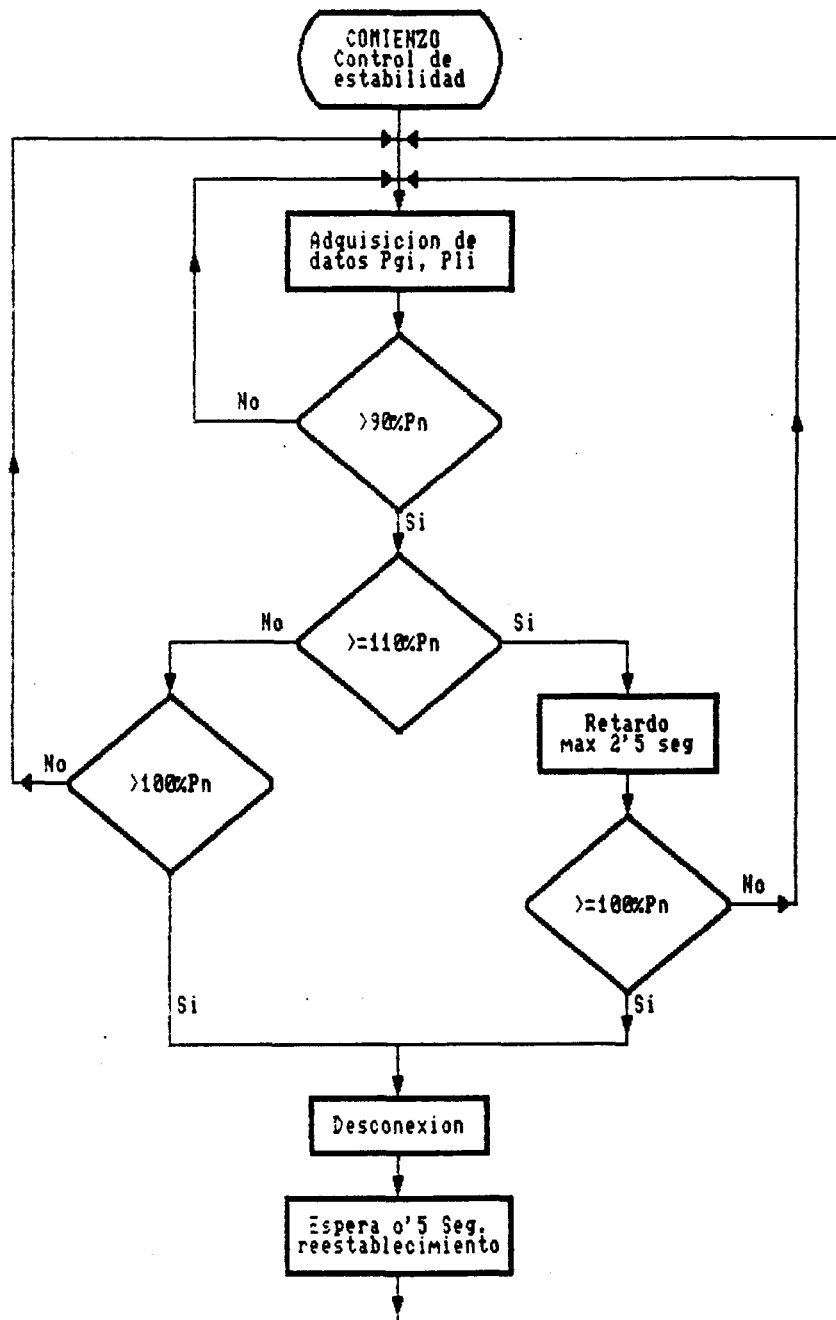 COMIENZO
Control de
estabilidad
Adquisicion de
datos Pgi, Pli
No
>90%Pn
Si
No
>=110%Pn
Si
Retardo
max 2'5 seg
No
>100%Pn
>=100%Pn
No
Si
Si
Desconexion
Espera o'5 Seg.
reestablecimiento